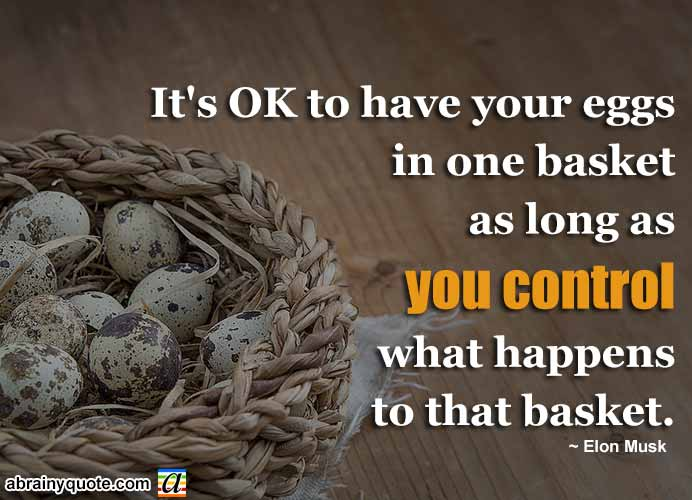 It's OK to have your eggs
in one basket
as long as
you control
what happens
to that basket.
~ Elon Musk
abrainyquote.com a